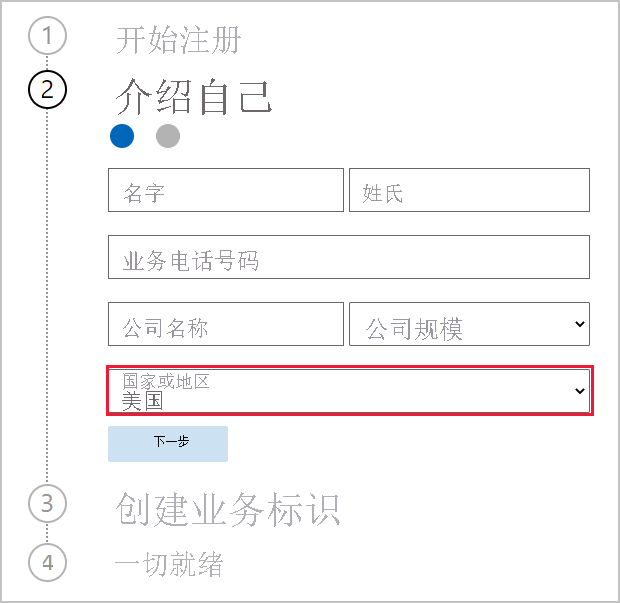 1 开始注册
2 介绍自己
名字 姓氏
业务电话号码
公司名称 公司规模
国家或地区
美国
下一步
3 创建业务标识
4 一切就绪